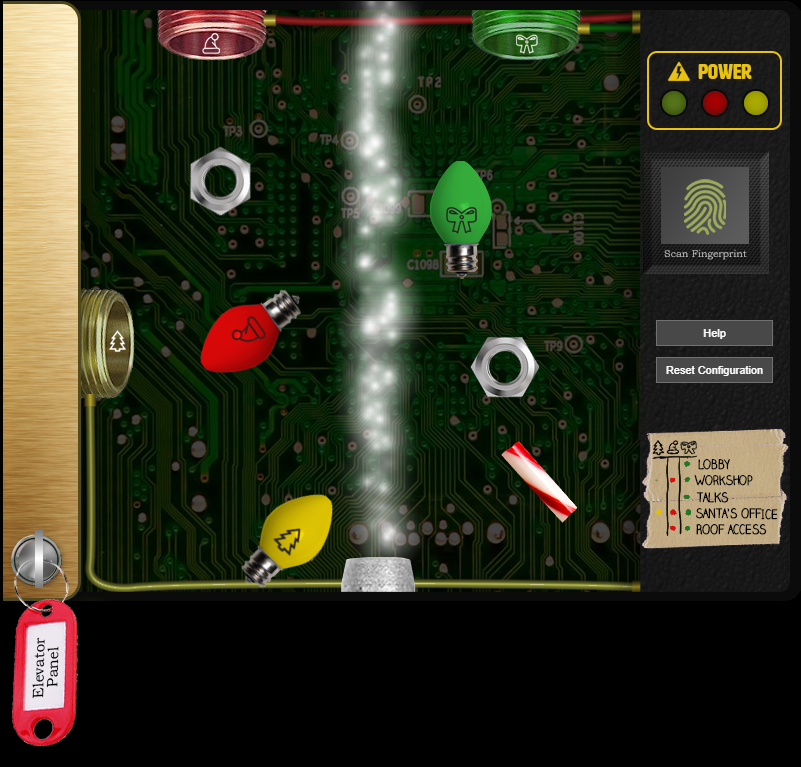 POWER
TP2
TP3
TP4
TP6
TP5
C1098
Scan Fingerprint
TP9
Help
Reset Configuration
LOBBY
WORKSHOP
TALKS
SANTA'S OFFICE
ROOF ACCESS
Elevator
Panel